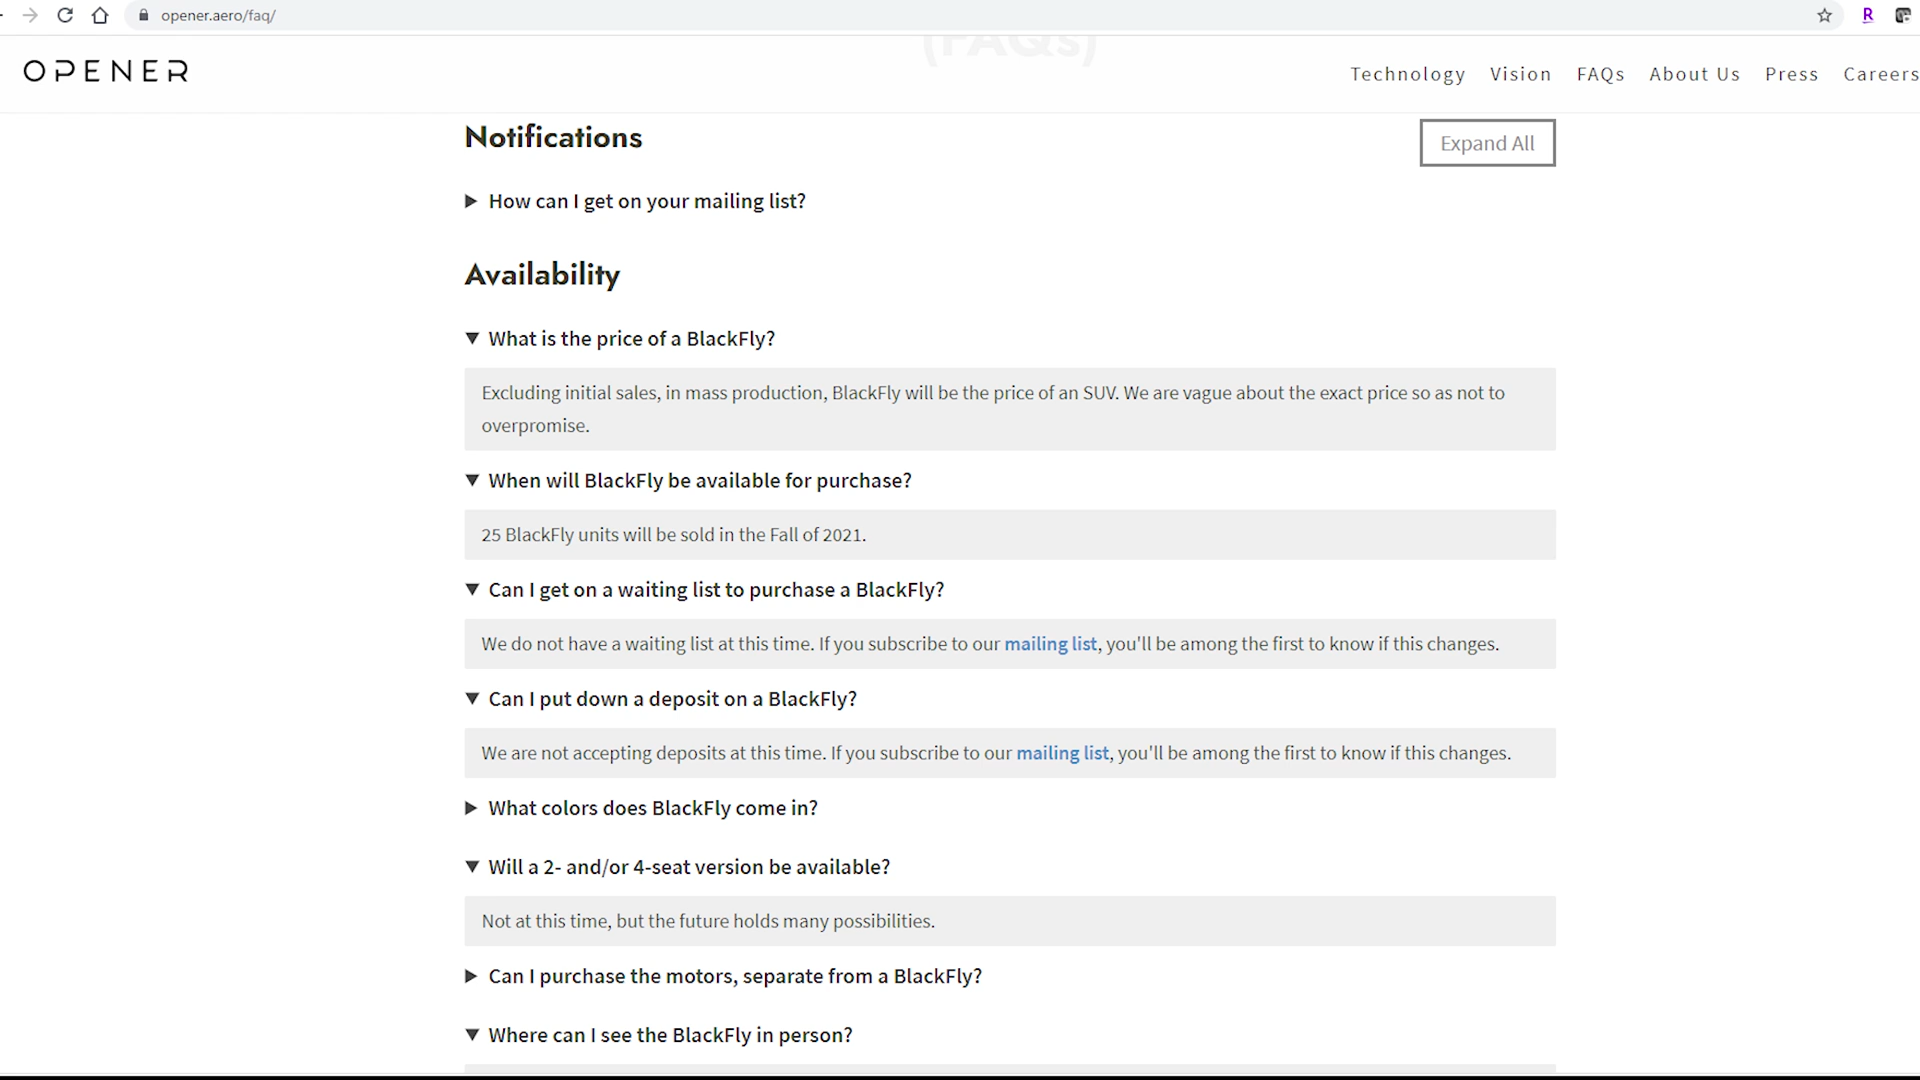 opener.aero/faq/
R
(FAQs)
OPENER
Technology Vision FAQs About Us Press Careers
Notifications
Expand All
How can I get on your mailing list?
Availability
What is the price of a BlackFly?
Excluding initial sales, in mass production, BlackFly will be the price of an SUV. We are vague about the exact price so as not to
overpromise.
When will BlackFly be available for purchase?
25 BlackFly units will be sold in the Fall of 2021.
Can I get on a waiting list to purchase a BlackFly?
We do not have a waiting list at this time. If you subscribe to our mailing list, you'll be among the first to know if this changes.
Can I put down a deposit on a BlackFly?
We are not accepting deposits at this time. If you subscribe to our mailing list, you'll be among the first to know if this changes.
What colors does BlackFly come in?
Will a 2- and/or 4-seat version be available?
Not at this time, but the future holds many possibilities.
Can I purchase the motors, separate from a BlackFly?
Where can I see the BlackFly in person?